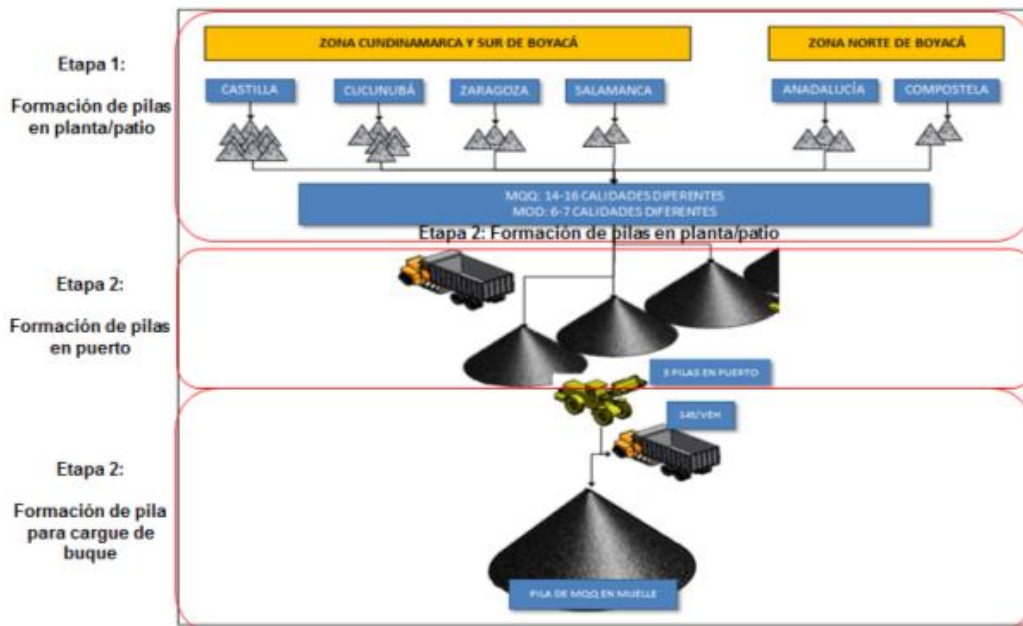 Etapa 1:
Formación de pilas
en planta/patio
ZONA CUNDINAMARCA Y SUR DE BOYACÁ
ZONA NORTE DE BOYACÁ
CASTILLA
CUCUNUBÁ
ZARAGOZA
SALAMANCA
ANADALUCÍA
COMPOSTELA
MQQ: 14-16 CALIDADES DIFERENTES
MOD: 6-7 CALIDADES DIFERENTES
Etapa 2: Formación de pilas en planta/patio
Etapa 2:
Formación de pilas
en puerto
3 PILAS EN PUERTO
Etapa 2:
Formación de pila
para cargue de
buque
PILA DE MQQ EN MUELLE